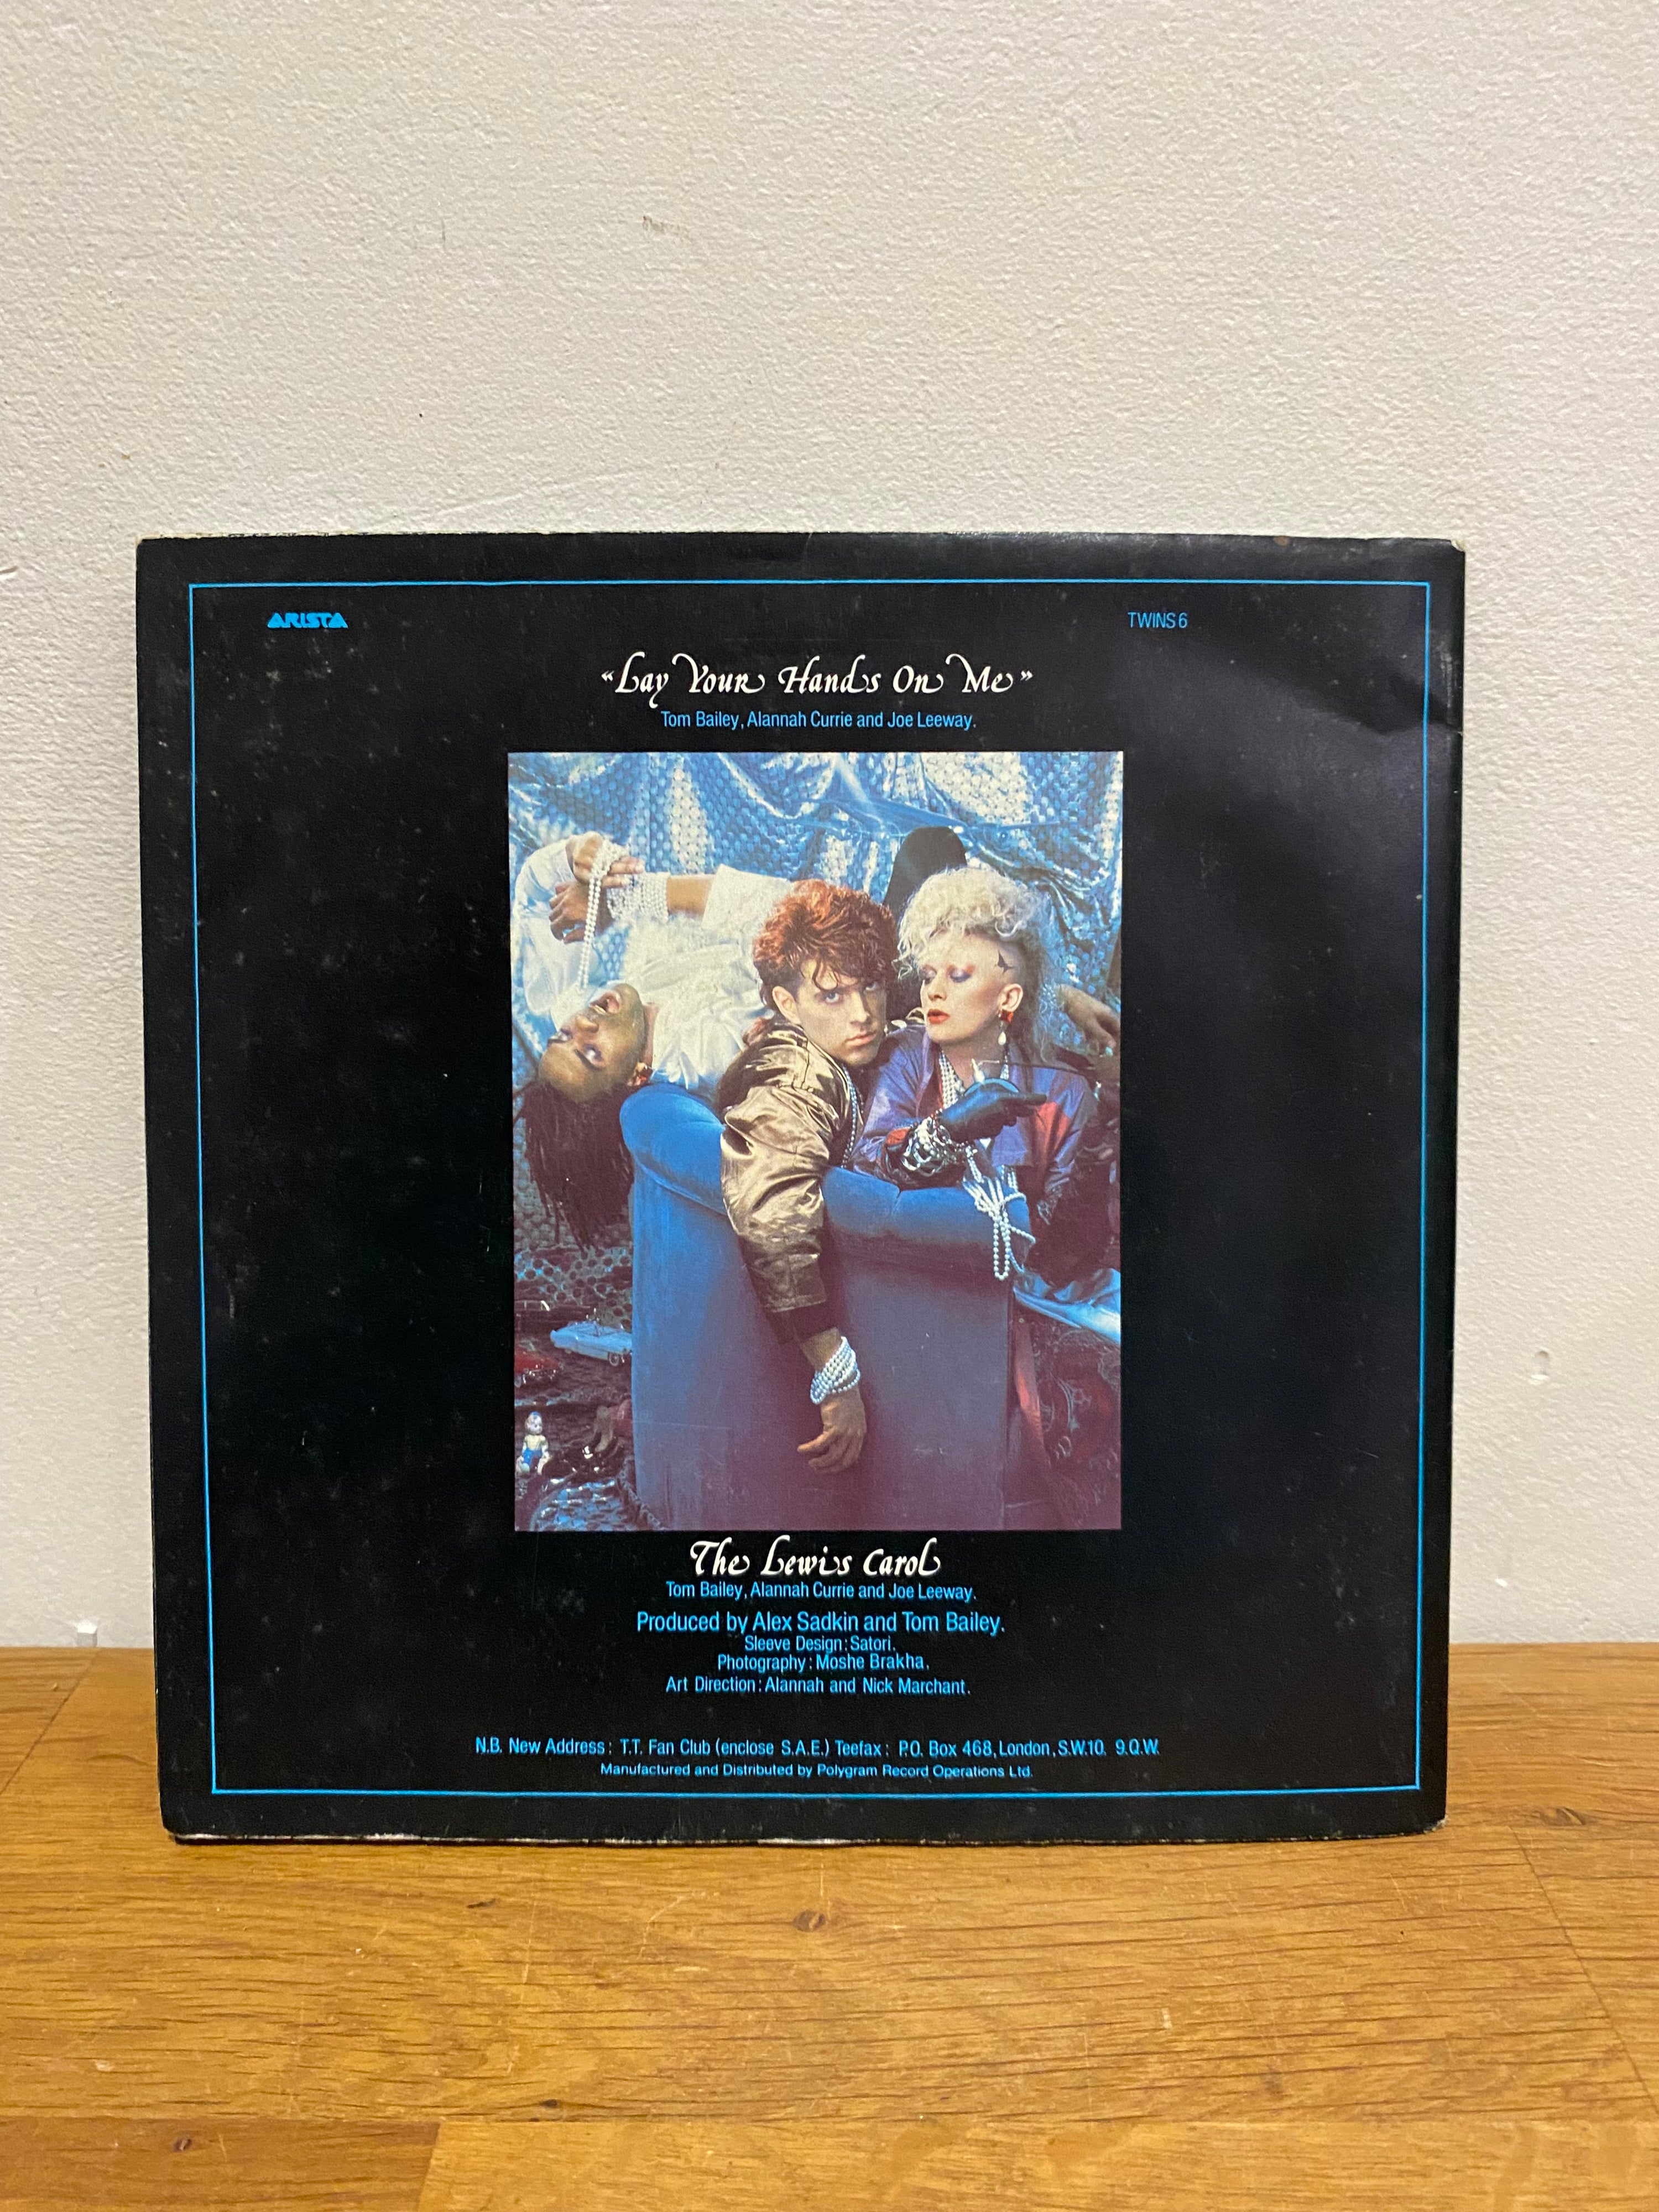 ARISTA
TWINS 6
“Lay Your Hands On Me”
Tom Bailey, Alannah Currie and Joe Leeway.
The Lewis Carol
Tom Bailey, Alannah Currie and Joe Leeway.
Produced by Alex Sadkin and Tom Bailey.
Sleeve Design: Satori.
Photography: Moshe Brakha.
Art Direction: Alannah and Nick Marchant.
N.B. New Address: T.T. Fan Club (enclose S.A.E.) Teefax: P.O. Box 468, London, S.W.10. 9.Q.W.
Manufactured and Distributed by Polygram Record Operations Ltd.